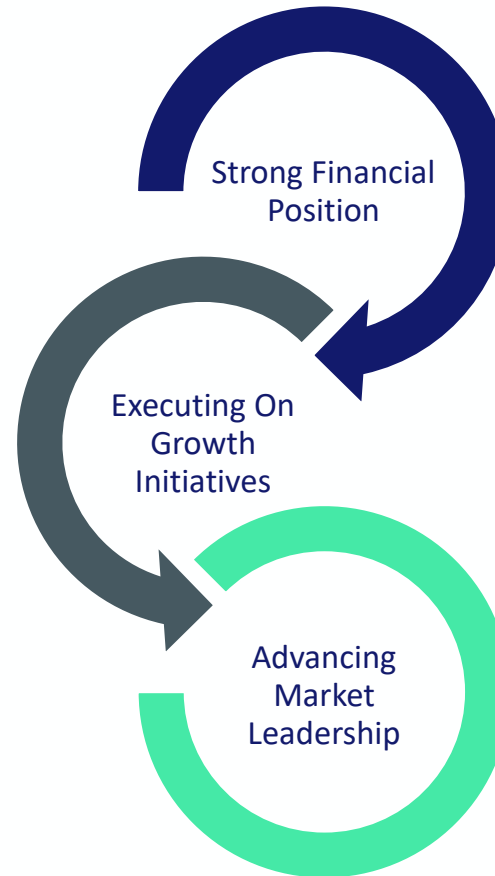 Strong Financial
Position
Executing On
Growth
Initiatives
Advancing
Market
Leadership